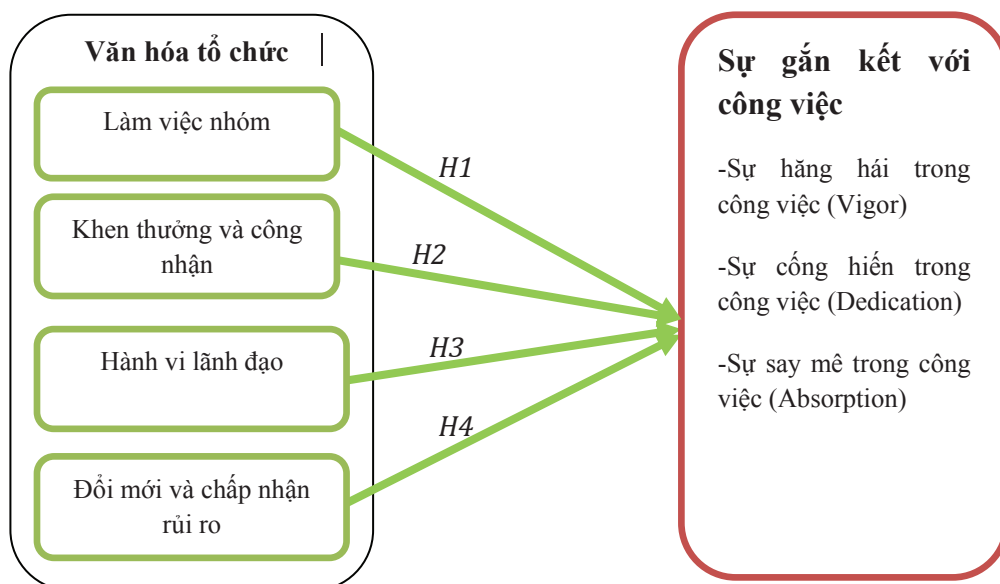 Văn hóa tổ chức
Làm việc nhóm
Khen thưởng và công
nhận
Hành vi lãnh đạo
Đổi mới và chấp nhận
rủi ro
H1
H2
H3
H4
Sự gắn kết với
công việc
-Sự hăng hái trong
công việc (Vigor)
-Sự cống hiến trong
công việc (Dedication)
-Sự say mê trong công
việc (Absorption)